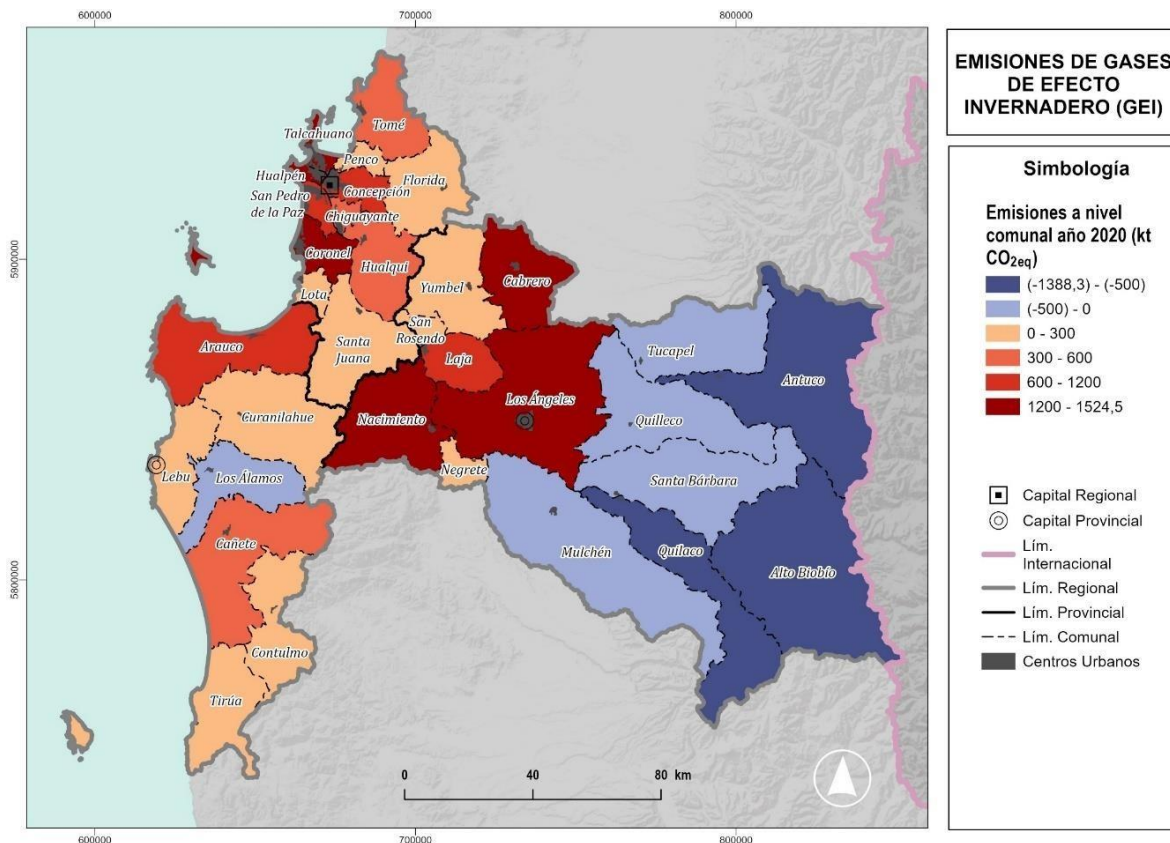 600000
700000
800000
5900000
5800000
Talcahuano
Tomé
Penco
Hualpén
Florida
Concepción
San Pedro
de la Paz
Chiguayante
Coronel
Hualqui
Cabrero
Yumbel
Lota
San
Rosendo
Santa
Juana
Arauco
Laja
Tucapel
Antuco
Los Ángeles
Nacimiento
Curanilahue
Quilleco
Negrete
Lebu
Los Álamos
Santa Bárbara
Cañete
Mulchén
Quilaco
Alto Biobío
Contulmo
Tirúa
0 40 80 km
600000
700000
800000
EMISIONES DE GASES
DE EFECTO
INVERNADERO (GEI)
Simbología
Emisiones a nivel
comunal año 2020 (kt
CO2eq)
(-1388,3) - (-500)
(-500) - 0
0 - 300
300 - 600
600 - 1200
1200 - 1524,5
Capital Regional
Capital Provincial
Lím.
Internacional
Lím. Regional
Lím. Provincial
Lím. Comunal
Centros Urbanos